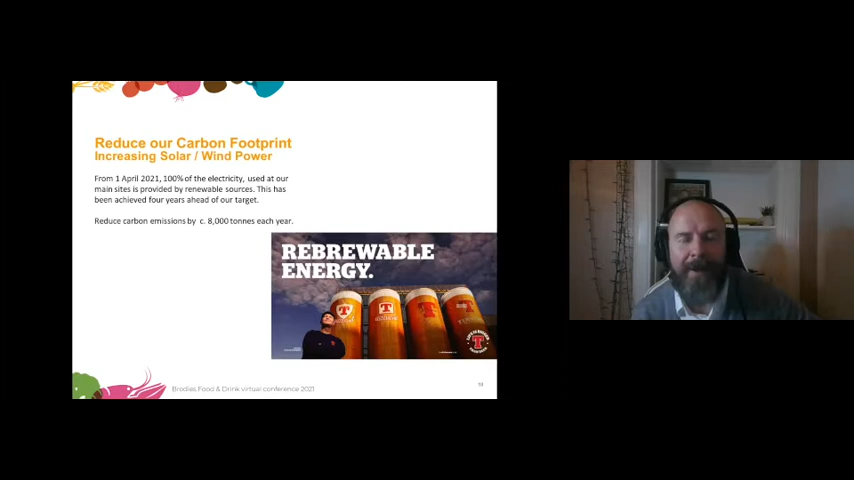 Reduce our Carbon Footprint
Increasing Solar / Wind Power
From 1 April 2021, 100% of the electricity, used at our
main sites is provided by renewable sources. This has
been achieved four years ahead of our target.
Reduce carbon emissions by c. 8,000 tonnes each year.
REBREWABLE
ENERGY.
T
T
T
T
Brodies Food & Drink virtual conference 2021